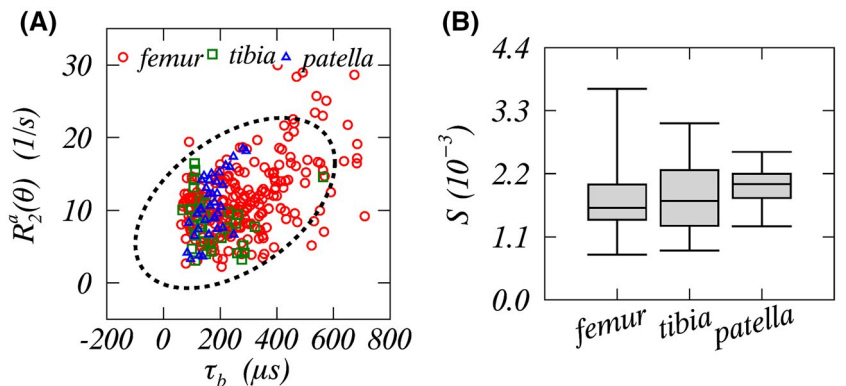 (A)
femur tibia patella
R₂ᵃ(θ) (1/s)
30
20
10
0
-200 0 200 400 600 800
τ_b (μs)
(B)
S (10⁻³)
4.4
3.3
2.2
1.1
0.0
femur tibia patella